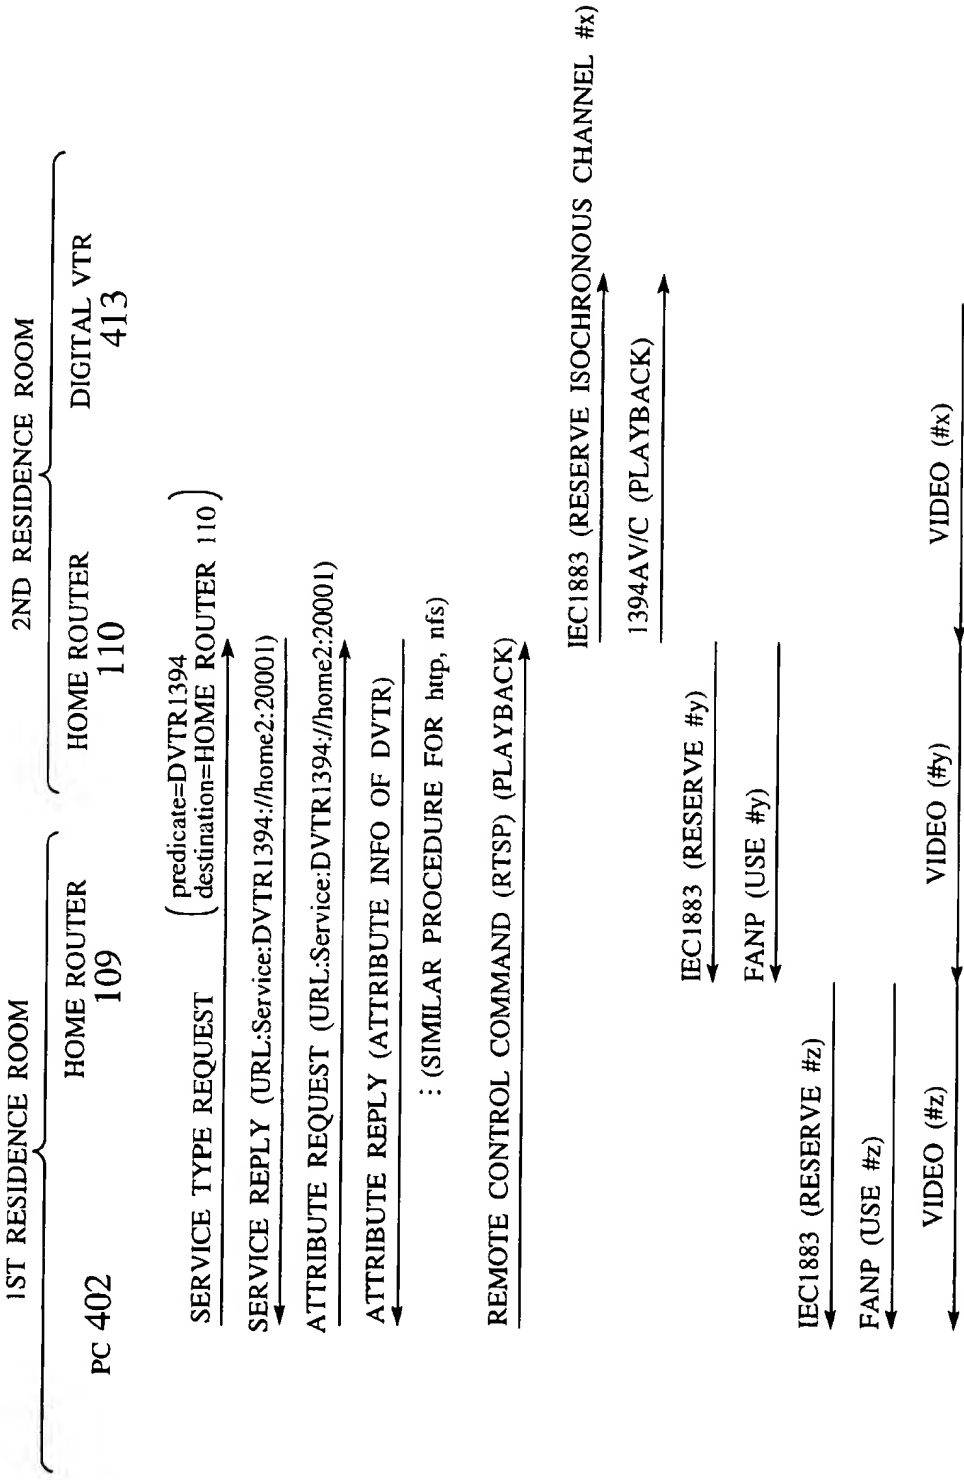 1ST RESIDENCE ROOM
2ND RESIDENCE ROOM
PC 402
HOME ROUTER
109
HOME ROUTER
110
DIGITAL VTR
413
SERVICE TYPE REQUEST
predicate=DVTR1394
destination=HOME ROUTER 110
SERVICE REPLY (URL:Service:DVTR1394://home2:20001)
ATTRIBUTE REQUEST (URL:Service:DVTR1394://home2:20001)
ATTRIBUTE REPLY (ATTRIBUTE INFO OF DVTR)
⋮ (SIMILAR PROCEDURE FOR http, nfs)
REMOTE CONTROL COMMAND (RTSP) (PLAYBACK)
IEC1883 (RESERVE ISOCHRONOUS CHANNEL #x)
1394AV/C (PLAYBACK)
IEC1883 (RESERVE #y)
FANP (USE #y)
IEC1883 (RESERVE #z)
FANP (USE #z)
VIDEO (#z)
VIDEO (#y)
VIDEO (#x)